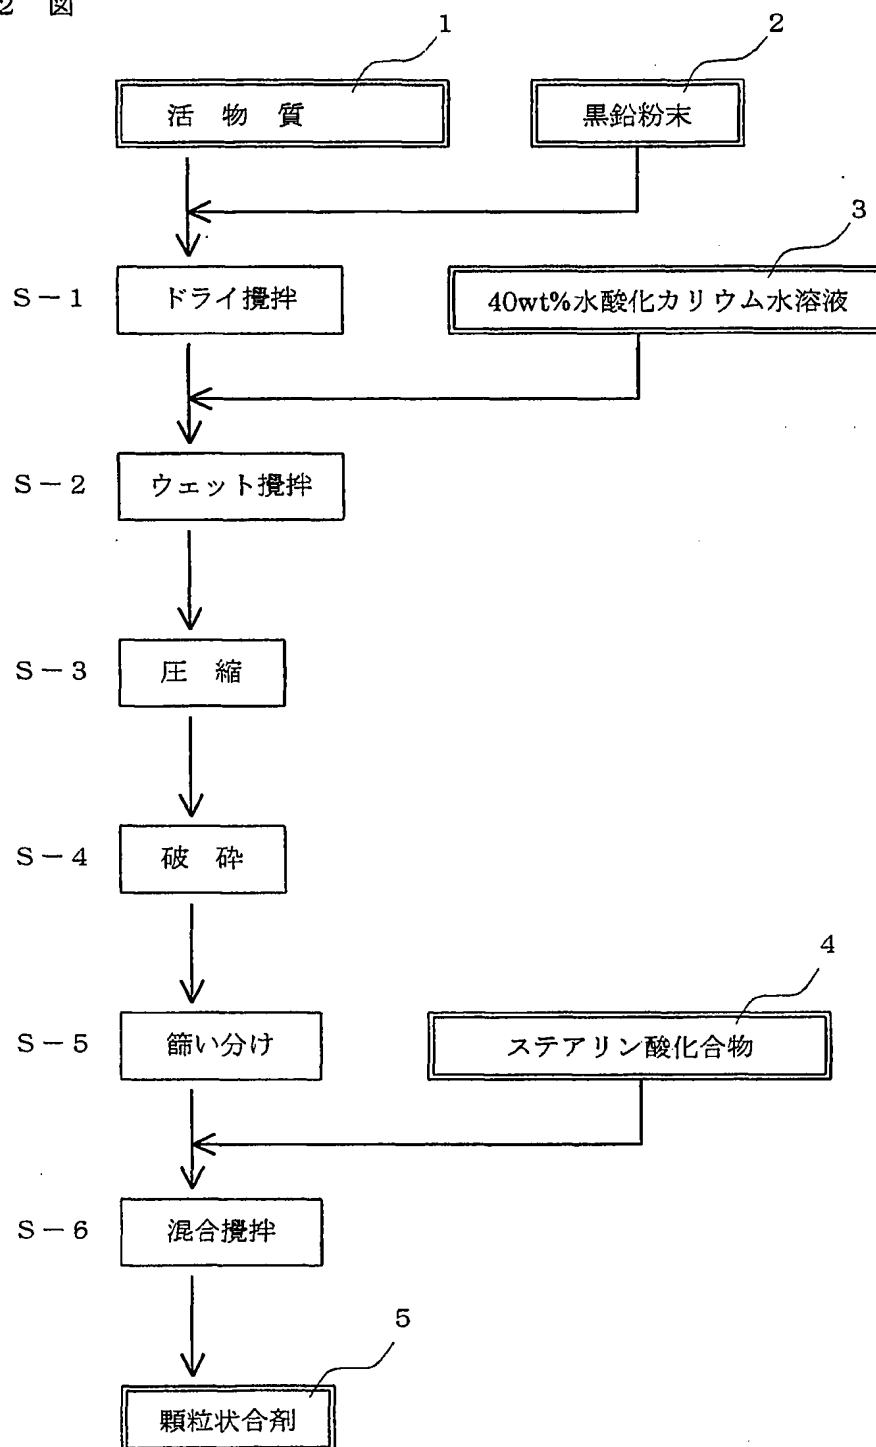 2 図
1
2
活 物 質
黒鉛粉末
3
S-1
ドライ攪拌
40wt%水酸化カリウム水溶液
S-2
ウェット攪拌
S-3
圧 縮
S-4
破 砕
4
S-5
篩い分け
ステアリン酸化合物
S-6
混合攪拌
5
顆粒状合剤